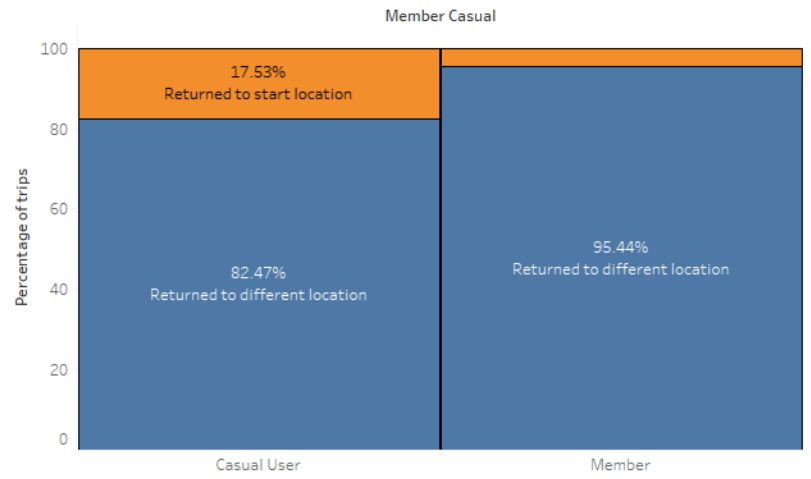 Member Casual
100
80
60
40
20
0
Percentage of trips
17.53%
Returned to start location
82.47%
Returned to different location
95.44%
Returned to different location
Casual User
Member